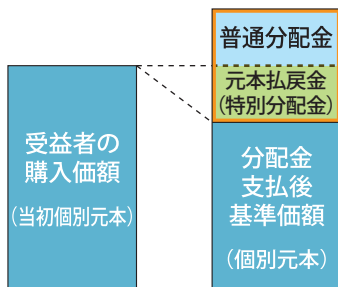 普通分配金
元本払戻金
(特別分配金)
受益者の
購入価額
(当初個別元本)
分配金
支払後
基準価額
(個別元本)